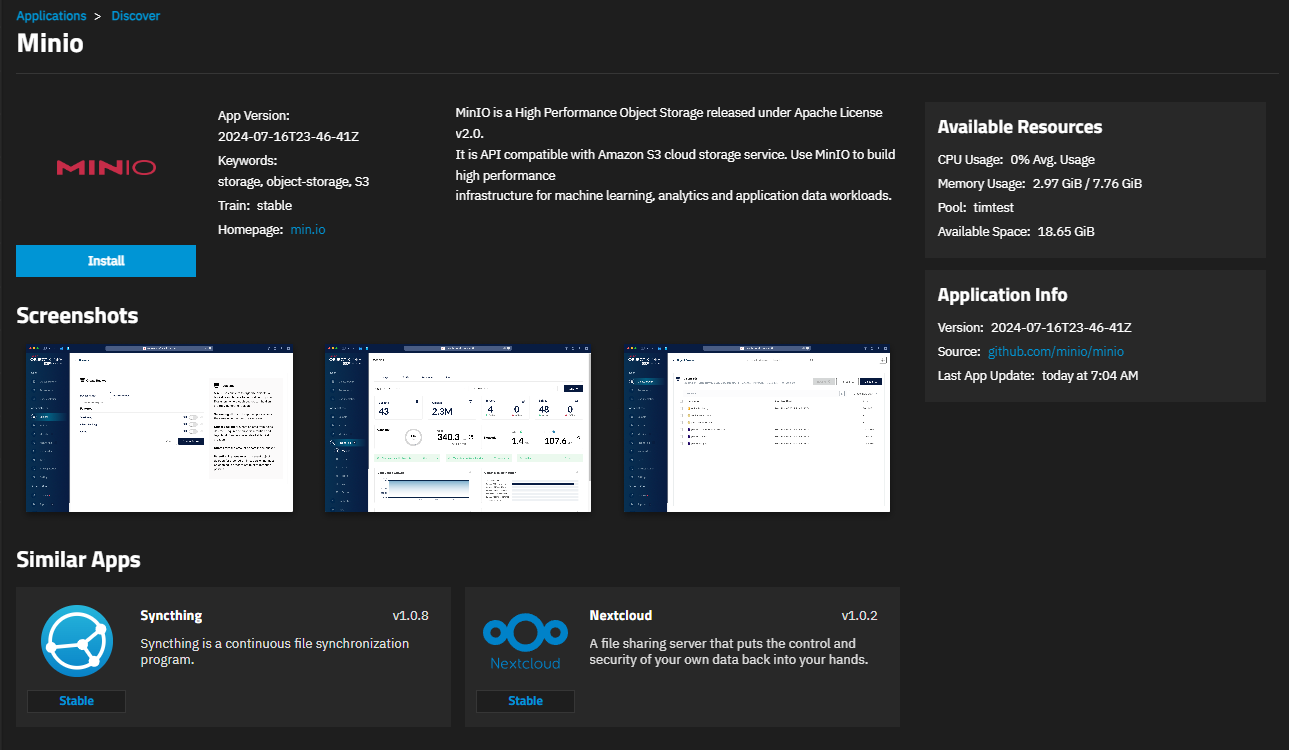 Applications > Discover
Minio
MINIO
Install
App Version:
2024-07-16T23-46-41Z
Keywords:
storage, object-storage, S3
Train: stable
Homepage: min.io
MinIO is a High Performance Object Storage released under Apache License
v2.0.
It is API compatible with Amazon S3 cloud storage service. Use MinIO to build
high performance
infrastructure for machine learning, analytics and application data workloads.
Available Resources
CPU Usage: 0% Avg. Usage
Memory Usage: 2.97 GiB / 7.76 GiB
Pool: timtest
Available Space: 18.65 GiB
Application Info
Version: 2024-07-16T23-46-41Z
Source: github.com/minio/minio
Last App Update: today at 7:04 AM
Screenshots
43
2.3M
4
0
48
0
340.3
1.4
107.6
Similar Apps
Syncthing
v1.0.8
Syncthing is a continuous file synchronization
program.
Stable
Nextcloud
Nextcloud
v1.0.2
A file sharing server that puts the control and
security of your own data back into your hands.
Stable